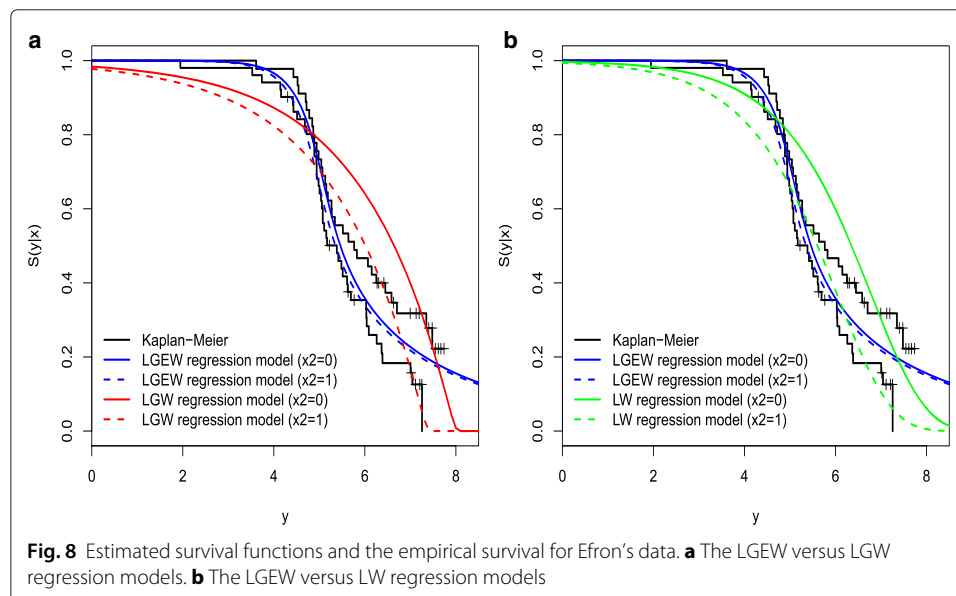 a
b
1.0
0.8
0.6
0.4
0.2
0.0
S(y|x)
Kaplan−Meier
LGEW regression model (x2=0)
LGEW regression model (x2=1)
LGW regression model (x2=0)
LGW regression model (x2=1)
0 2 4 6 8
y
1.0
0.8
0.6
0.4
0.2
0.0
S(y|x)
Kaplan−Meier
LGEW regression model (x2=0)
LGEW regression model (x2=1)
LW regression model (x2=0)
LW regression model (x2=1)
0 2 4 6 8
y
Fig. 8 Estimated survival functions and the empirical survival for Efron's data. a The LGEW versus LGW
regression models. b The LGEW versus LW regression models